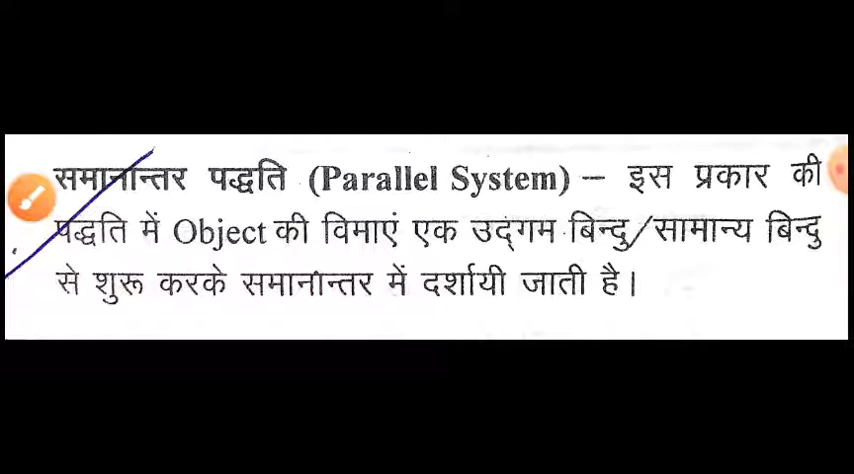 समानान्तर पद्धति (Parallel System) – इस प्रकार की
पद्धति में Object की विमाएं एक उद्‌गम बिन्दु/सामान्य बिन्दु
से शुरू करके समानान्तर में दर्शायी जाती है।